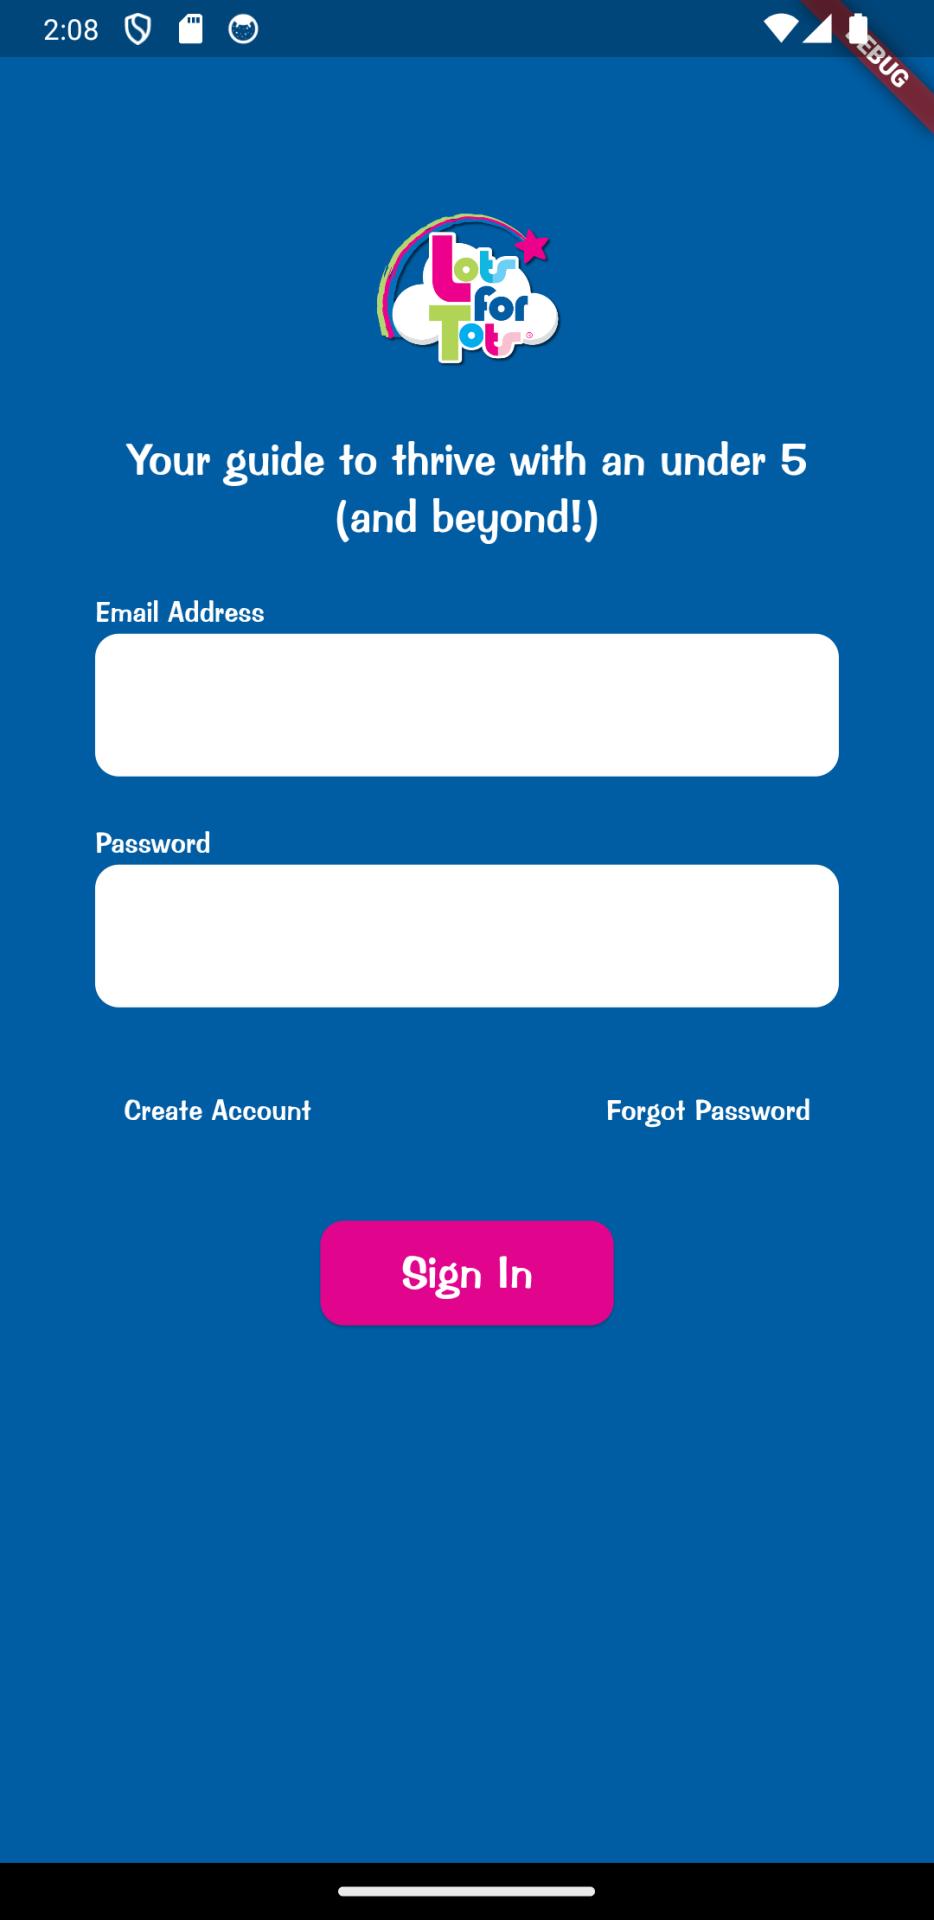 2:08
DEBUG
Lots
for
Tots®
Your guide to thrive with an under 5
(and beyond!)
Email Address
Password
Create Account Forgot Password
Sign In